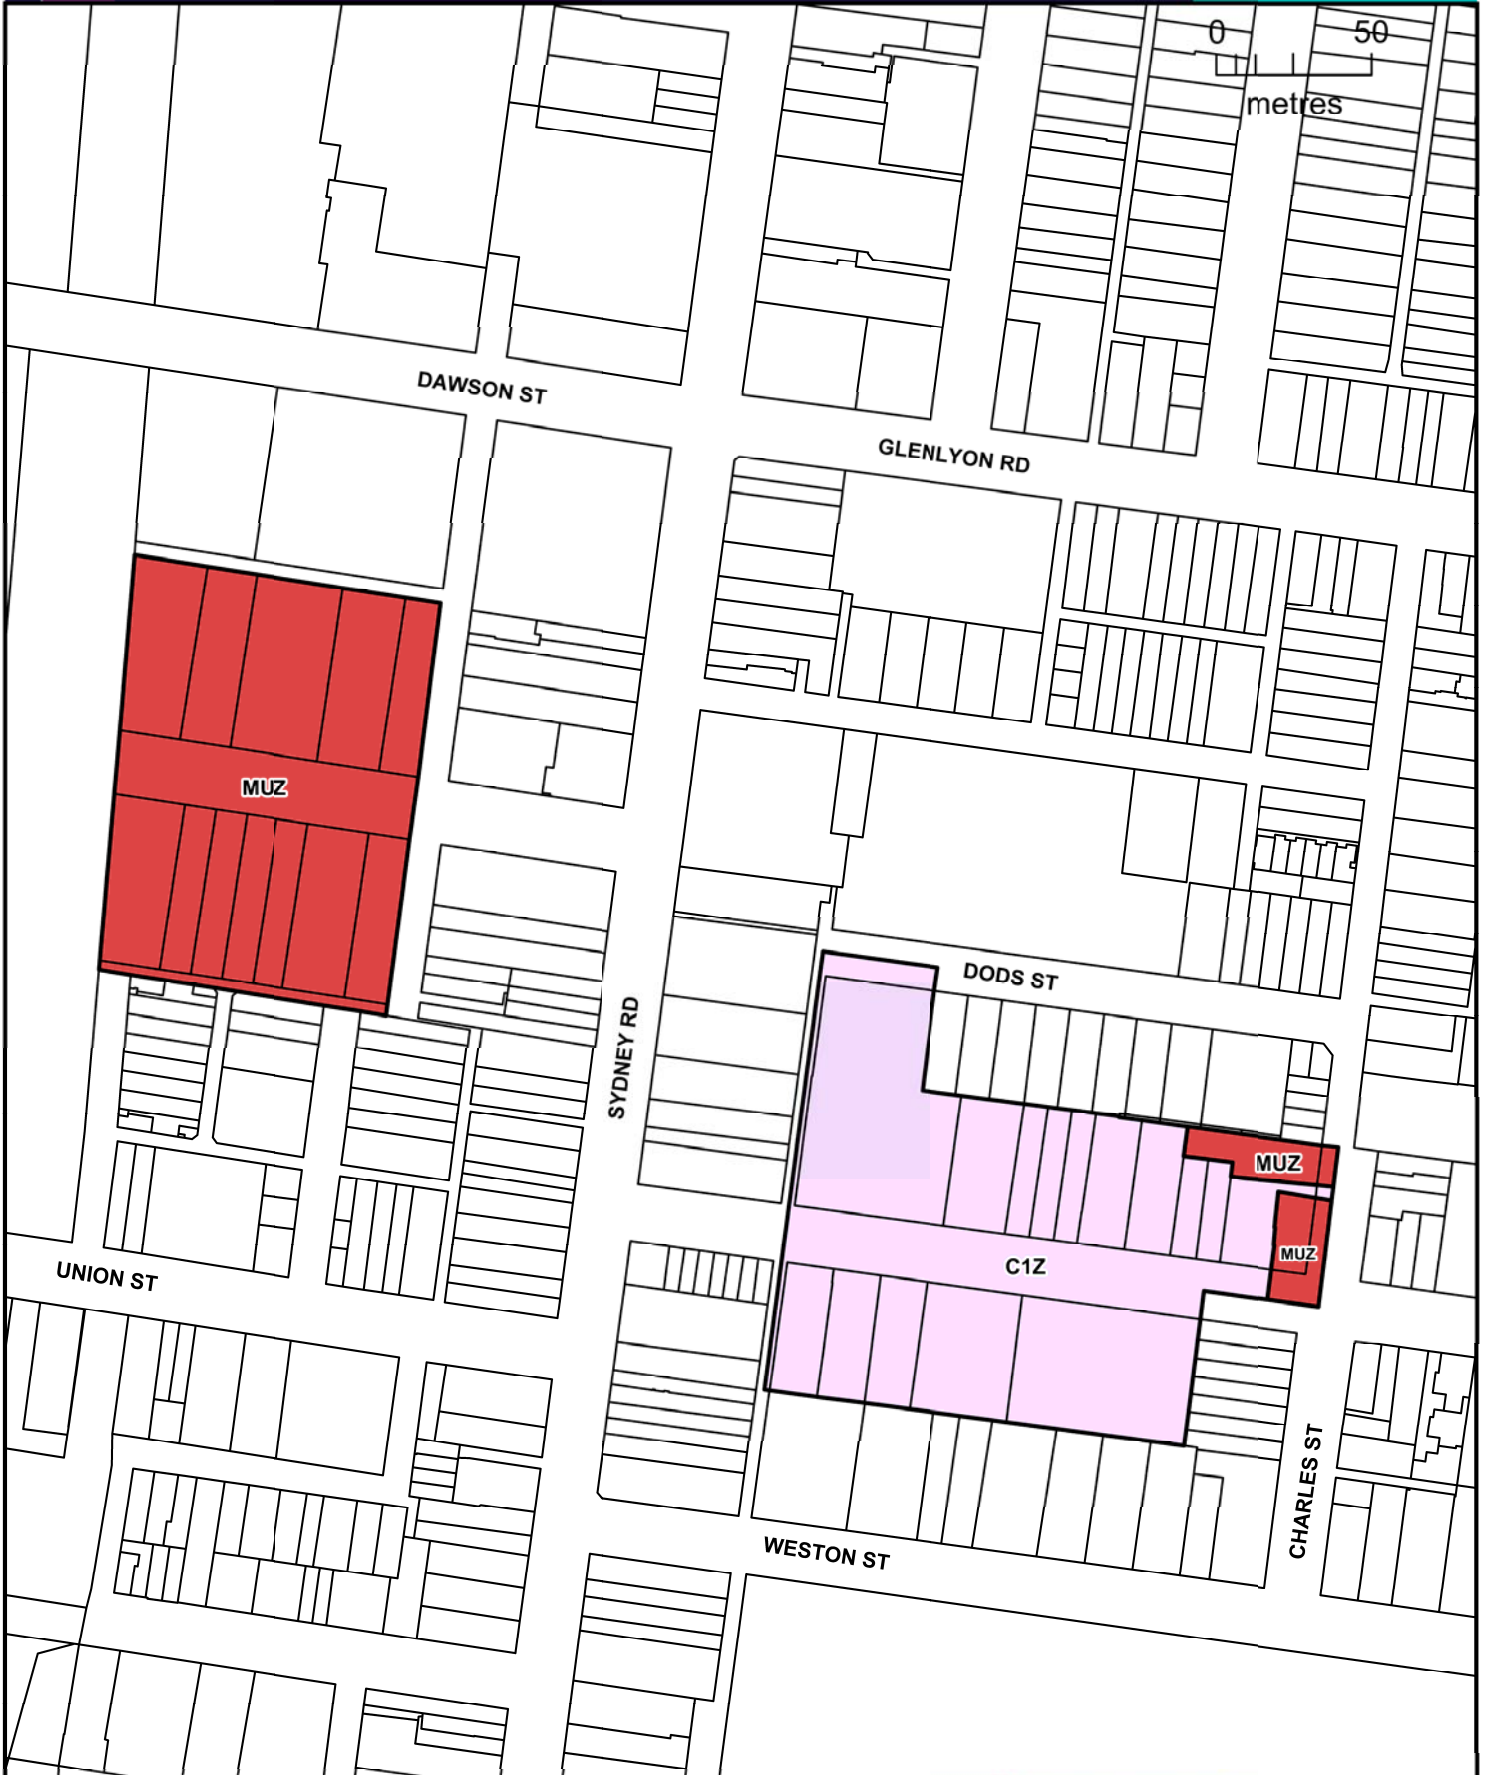 0 50
metres
DAWSON ST
GLENLYON RD
MUZ
DODS ST
SYDNEY RD
MUZ
MUZ
C1Z
UNION ST
CHARLES ST
WESTON ST